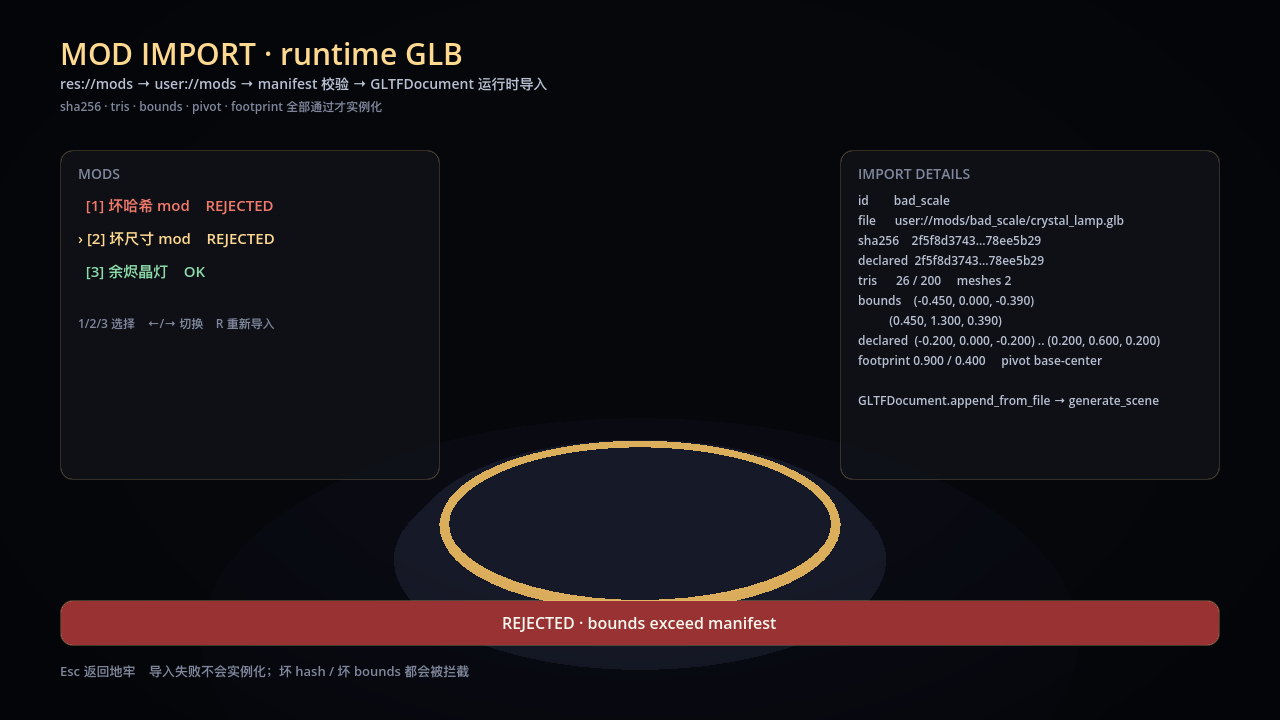 MOD IMPORT · runtime GLB
res://mods → user://mods → manifest 校验 → GLTFDocument 运行时导入
sha256 · tris · bounds · pivot · footprint 全部通过才实例化
MODS
[1] 坏哈希 mod REJECTED
› [2] 坏尺寸 mod REJECTED
[3] 余烬晶灯 OK
1/2/3 选择 ←/→ 切换 R 重新导入
IMPORT DETAILS
id bad_scale
file user://mods/bad_scale/crystal_lamp.glb
sha256 2f5f8d3743…78ee5b29
declared 2f5f8d3743…78ee5b29
tris 26 / 200 meshes 2
bounds (-0.450, 0.000, -0.390)
(0.450, 1.300, 0.390)
declared (-0.200, 0.000, -0.200) .. (0.200, 0.600, 0.200)
footprint 0.900 / 0.400 pivot base-center
GLTFDocument.append_from_file → generate_scene
REJECTED · bounds exceed manifest
Esc 返回地牢 导入失败不会实例化; 坏 hash / 坏 bounds 都会被拦截